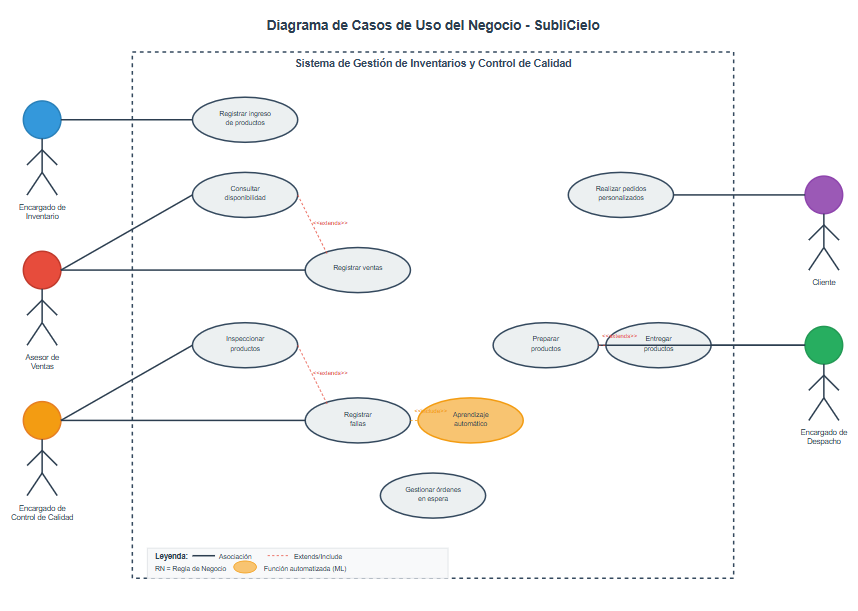 Diagrama de Casos de Uso del Negocio - SubliCielo
Sistema de Gestión de Inventarios y Control de Calidad
Registrar ingreso
de productos
Encargado de
Inventario
Consultar
disponibilidad
<<extends>>
Registrar ventas
Asesor de
Ventas
Realizar pedidos
personalizados
Cliente
Inspeccionar
productos
<<extends>>
Registrar
fallas
Aprendizaje
automático
Preparar
productos
<<extends>>
Entregar
productos
Encargado de
Despacho
Gestionar órdenes
en espera
Encargado de
Control de Calidad
Leyenda:
Asociación
Extends/Include
RN = Regla de Negocio
Función automatizada (ML)